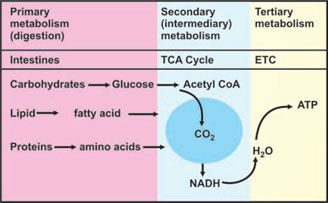 Primary
metabolism
(digestion)
Secondary
(intermediary)
metabolism
Tertiary
metabolism
Intestines
TCA Cycle
ETC
Carbohydrates Glucose Acetyl CoA
Lipid fatty acid
CO₂
ATP
Proteins amino acids
H₂O
NADH